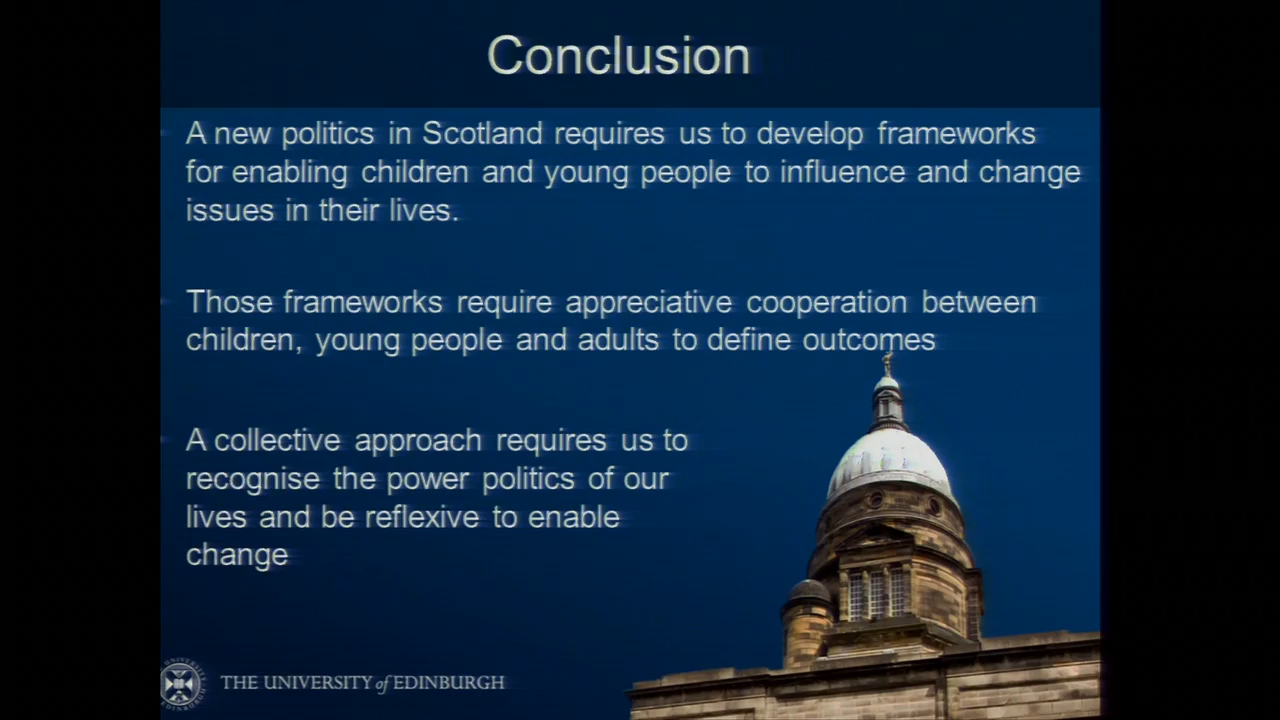 Conclusion
A new politics in Scotland requires us to develop frameworks
for enabling children and young people to influence and change
issues in their lives.
Those frameworks require appreciative cooperation between
children, young people and adults to define outcomes
A collective approach requires us to
recognise the power politics of our
lives and be reflexive to enable
change
THE UNIVERSITY of EDINBURGH